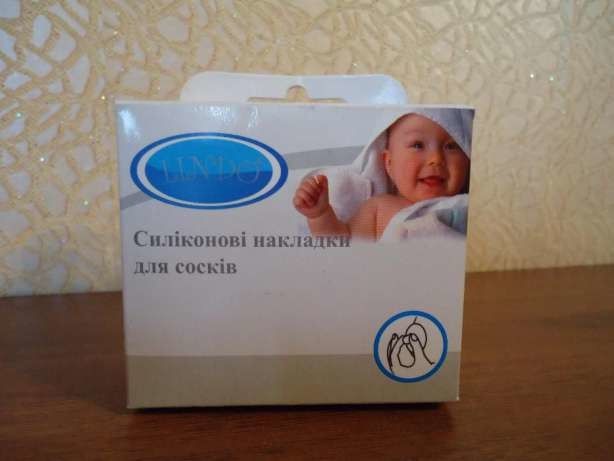 LINDO
Силіконові накладки
для сосків